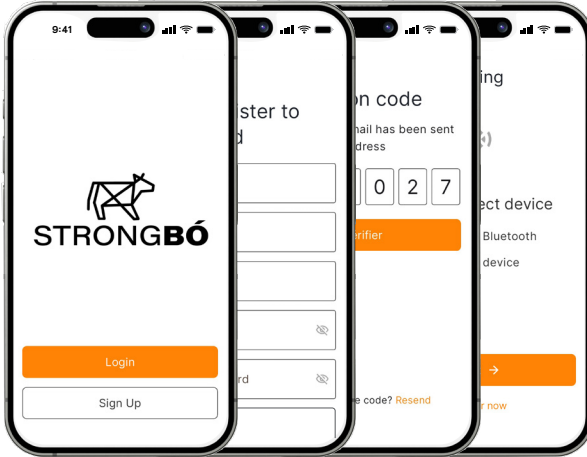 9:41
STRONGBÓ
Login
Sign Up
ster to
d
rd
on code
mail has been sent
dress
0 2 7
erifier
e code? Resend
ing
ect device
Bluetooth
device
r now